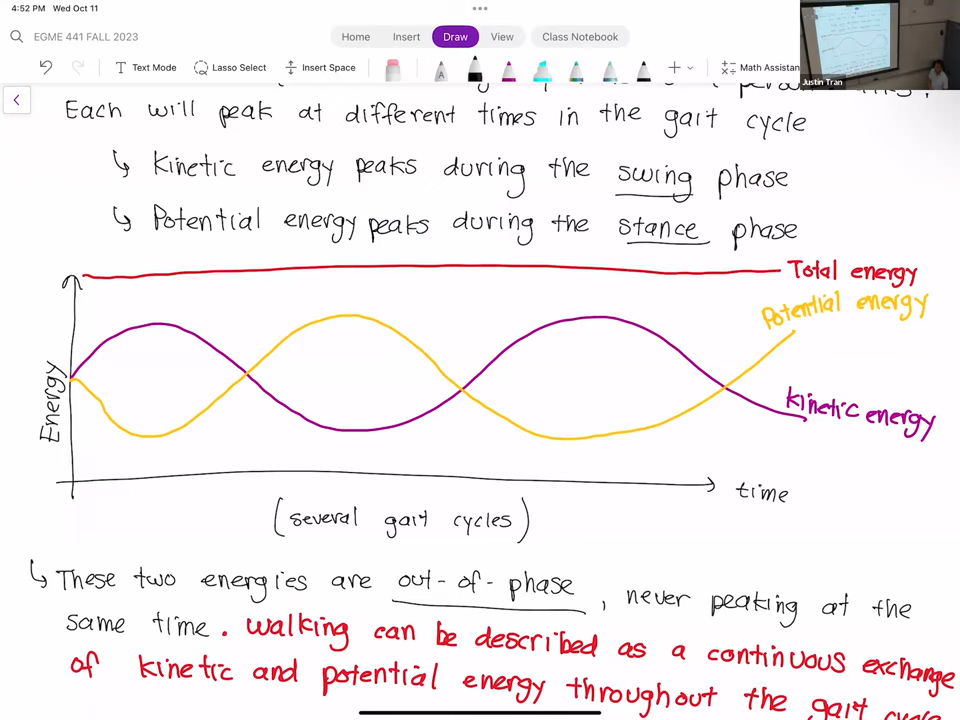 4:52 PM Wed Oct 11
EGME 441 FALL 2023
Home Insert Draw View Class Notebook
Text Mode Lasso Select Insert Space Math Assistan
Justin Tran
Each will peak at different times in the gait cycle
↳ Kinetic energy peaks during the swing phase
↳ Potential energy peaks during the stance phase
Total energy
Potential energy
Energy
Kinetic energy
time
(several gait cycles)
↳ These two energies are out-of-phase, never peaking at the
same time. Walking can be described as a continuous exchange
of kinetic and potential energy throughout the gait cycle